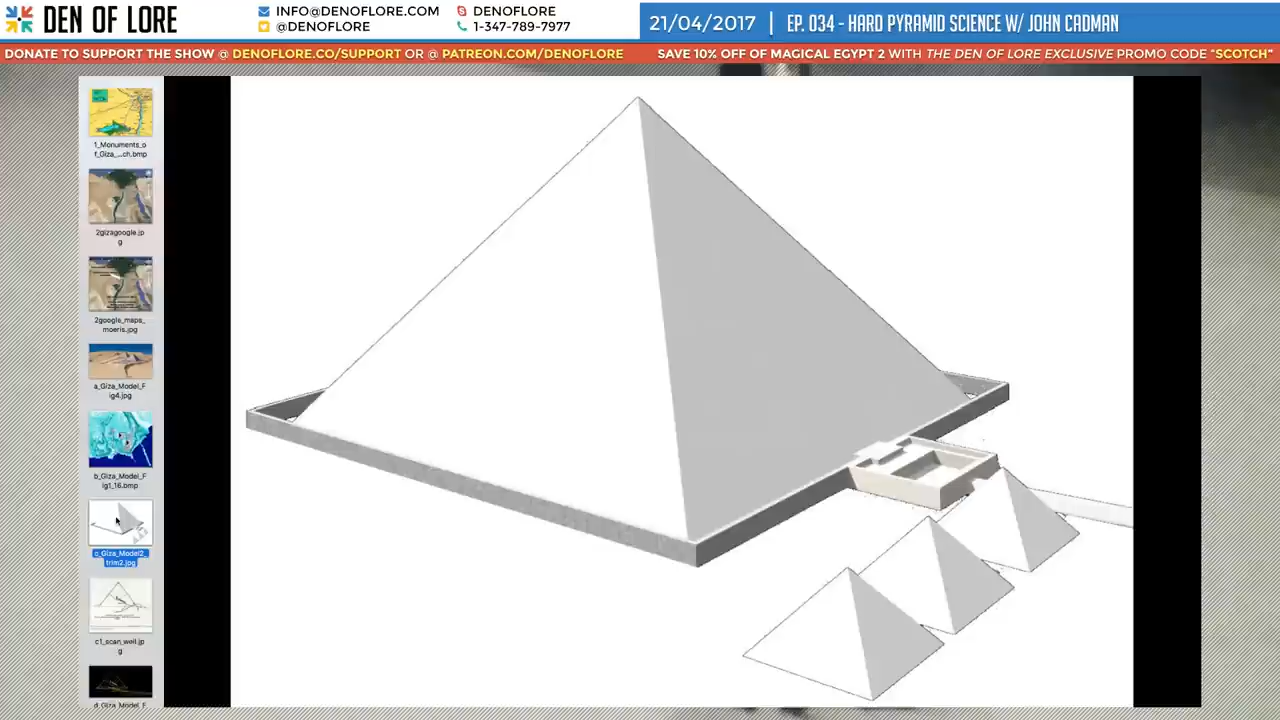 DEN OF LORE
INFO@DENOFLORE.COM
@DENOFLORE
DENOFLORE
1-347-789-7977
21/04/2017 | EP. 034 - HARD PYRAMID SCIENCE W/ JOHN CADMAN
DONATE TO SUPPORT THE SHOW @ DENOFLORE.CO/SUPPORT OR @ PATREON.COM/DENOFLORE
SAVE 10% OFF OF MAGICAL EGYPT 2 WITH THE DEN OF LORE EXCLUSIVE PROMO CODE "SCOTCH"
1_Monuments_o
f_Giza_...ch.bmp
2gizagoogle.jp
g
2google_maps_
moeris.jpg
a_Giza_Model_F
ig4.jpg
b_Giza_Model_F
ig1_16.bmp
c_Giza_Model2_
trim2.jpg
c1_scan_well.jp
g
d_Giza_Model_F